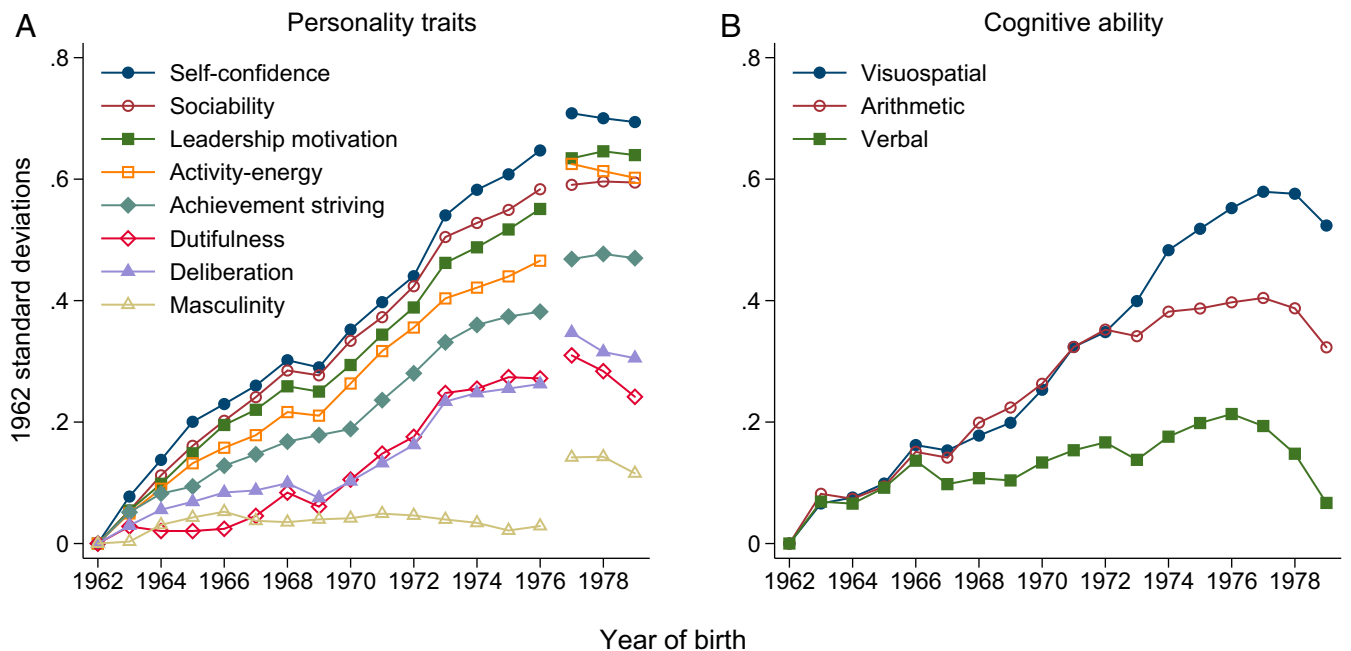 A
Personality traits
.8
.6
.4
.2
0
1962 standard deviations
Self-confidence
Sociability
Leadership motivation
Activity-energy
Achievement striving
Dutifulness
Deliberation
Masculinity
1962 1964 1966 1968 1970 1972 1974 1976 1978
B
Cognitive ability
.8
.6
.4
.2
0
Visuospatial
Arithmetic
Verbal
1962 1964 1966 1968 1970 1972 1974 1976 1978
Year of birth